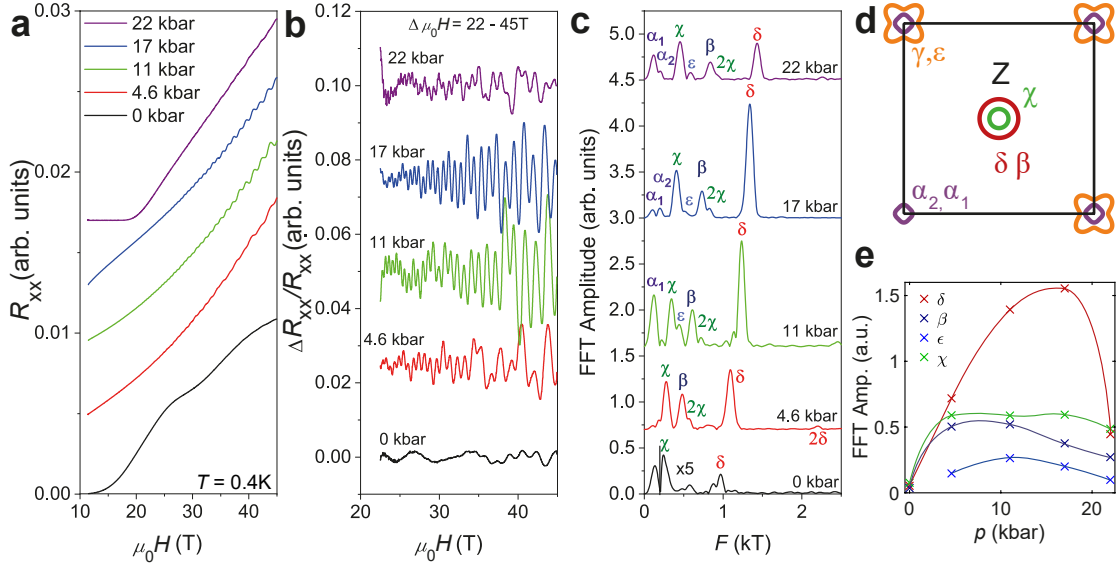 a
22 kbar
17 kbar
11 kbar
4.6 kbar
0 kbar
T = 0.4K
R_xx (arb. units)
0.00
0.01
0.02
0.03
10 20 30 40
μ₀H (T)
b
Δμ₀H = 22 - 45T
22 kbar
17 kbar
11 kbar
4.6 kbar
0 kbar
ΔR_xx/R_xx (arb. units)
0.00
0.02
0.04
0.06
0.08
0.10
0.12
20 30 40
μ₀H (T)
c
α₁ α₂ χ ε β 2χ δ
22 kbar
α₁ α₂ χ ε β 2χ δ
17 kbar
α₁ χ ε β 2χ δ
11 kbar
χ β 2χ δ 2δ
4.6 kbar
χ x5 δ
0 kbar
FFT Amplitude (arb. units)
0.0
0.5
1.0
1.5
2.0
2.5
3.0
3.5
4.0
4.5
5.0
0 1 2
F (kT)
d
γ,ε
Z
χ
δ β
α₂,α₁
e
δ
β
ϵ
χ
FFT Amp. (a.u.)
0
0.5
1
1.5
0 10 20
p (kbar)